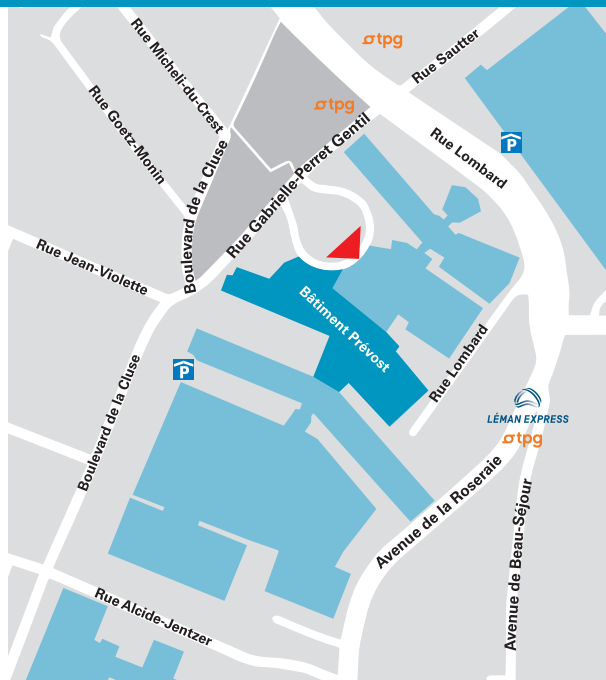 tpg
Rue Sautter
Rue Micheli-du-Crest
tpg
Rue Goetz-Monin
Rue Gabrielle-Perret Gentil
Rue Lombard
P
Boulevard de la Cluse
Rue Jean-Violette
Bâtiment Prévost
Rue Lombard
P
Boulevard de la Cluse
LÉMAN EXPRESS
tpg
Avenue de la Roseraie
Avenue de Beau-Séjour
Rue Alcide-Jentzer